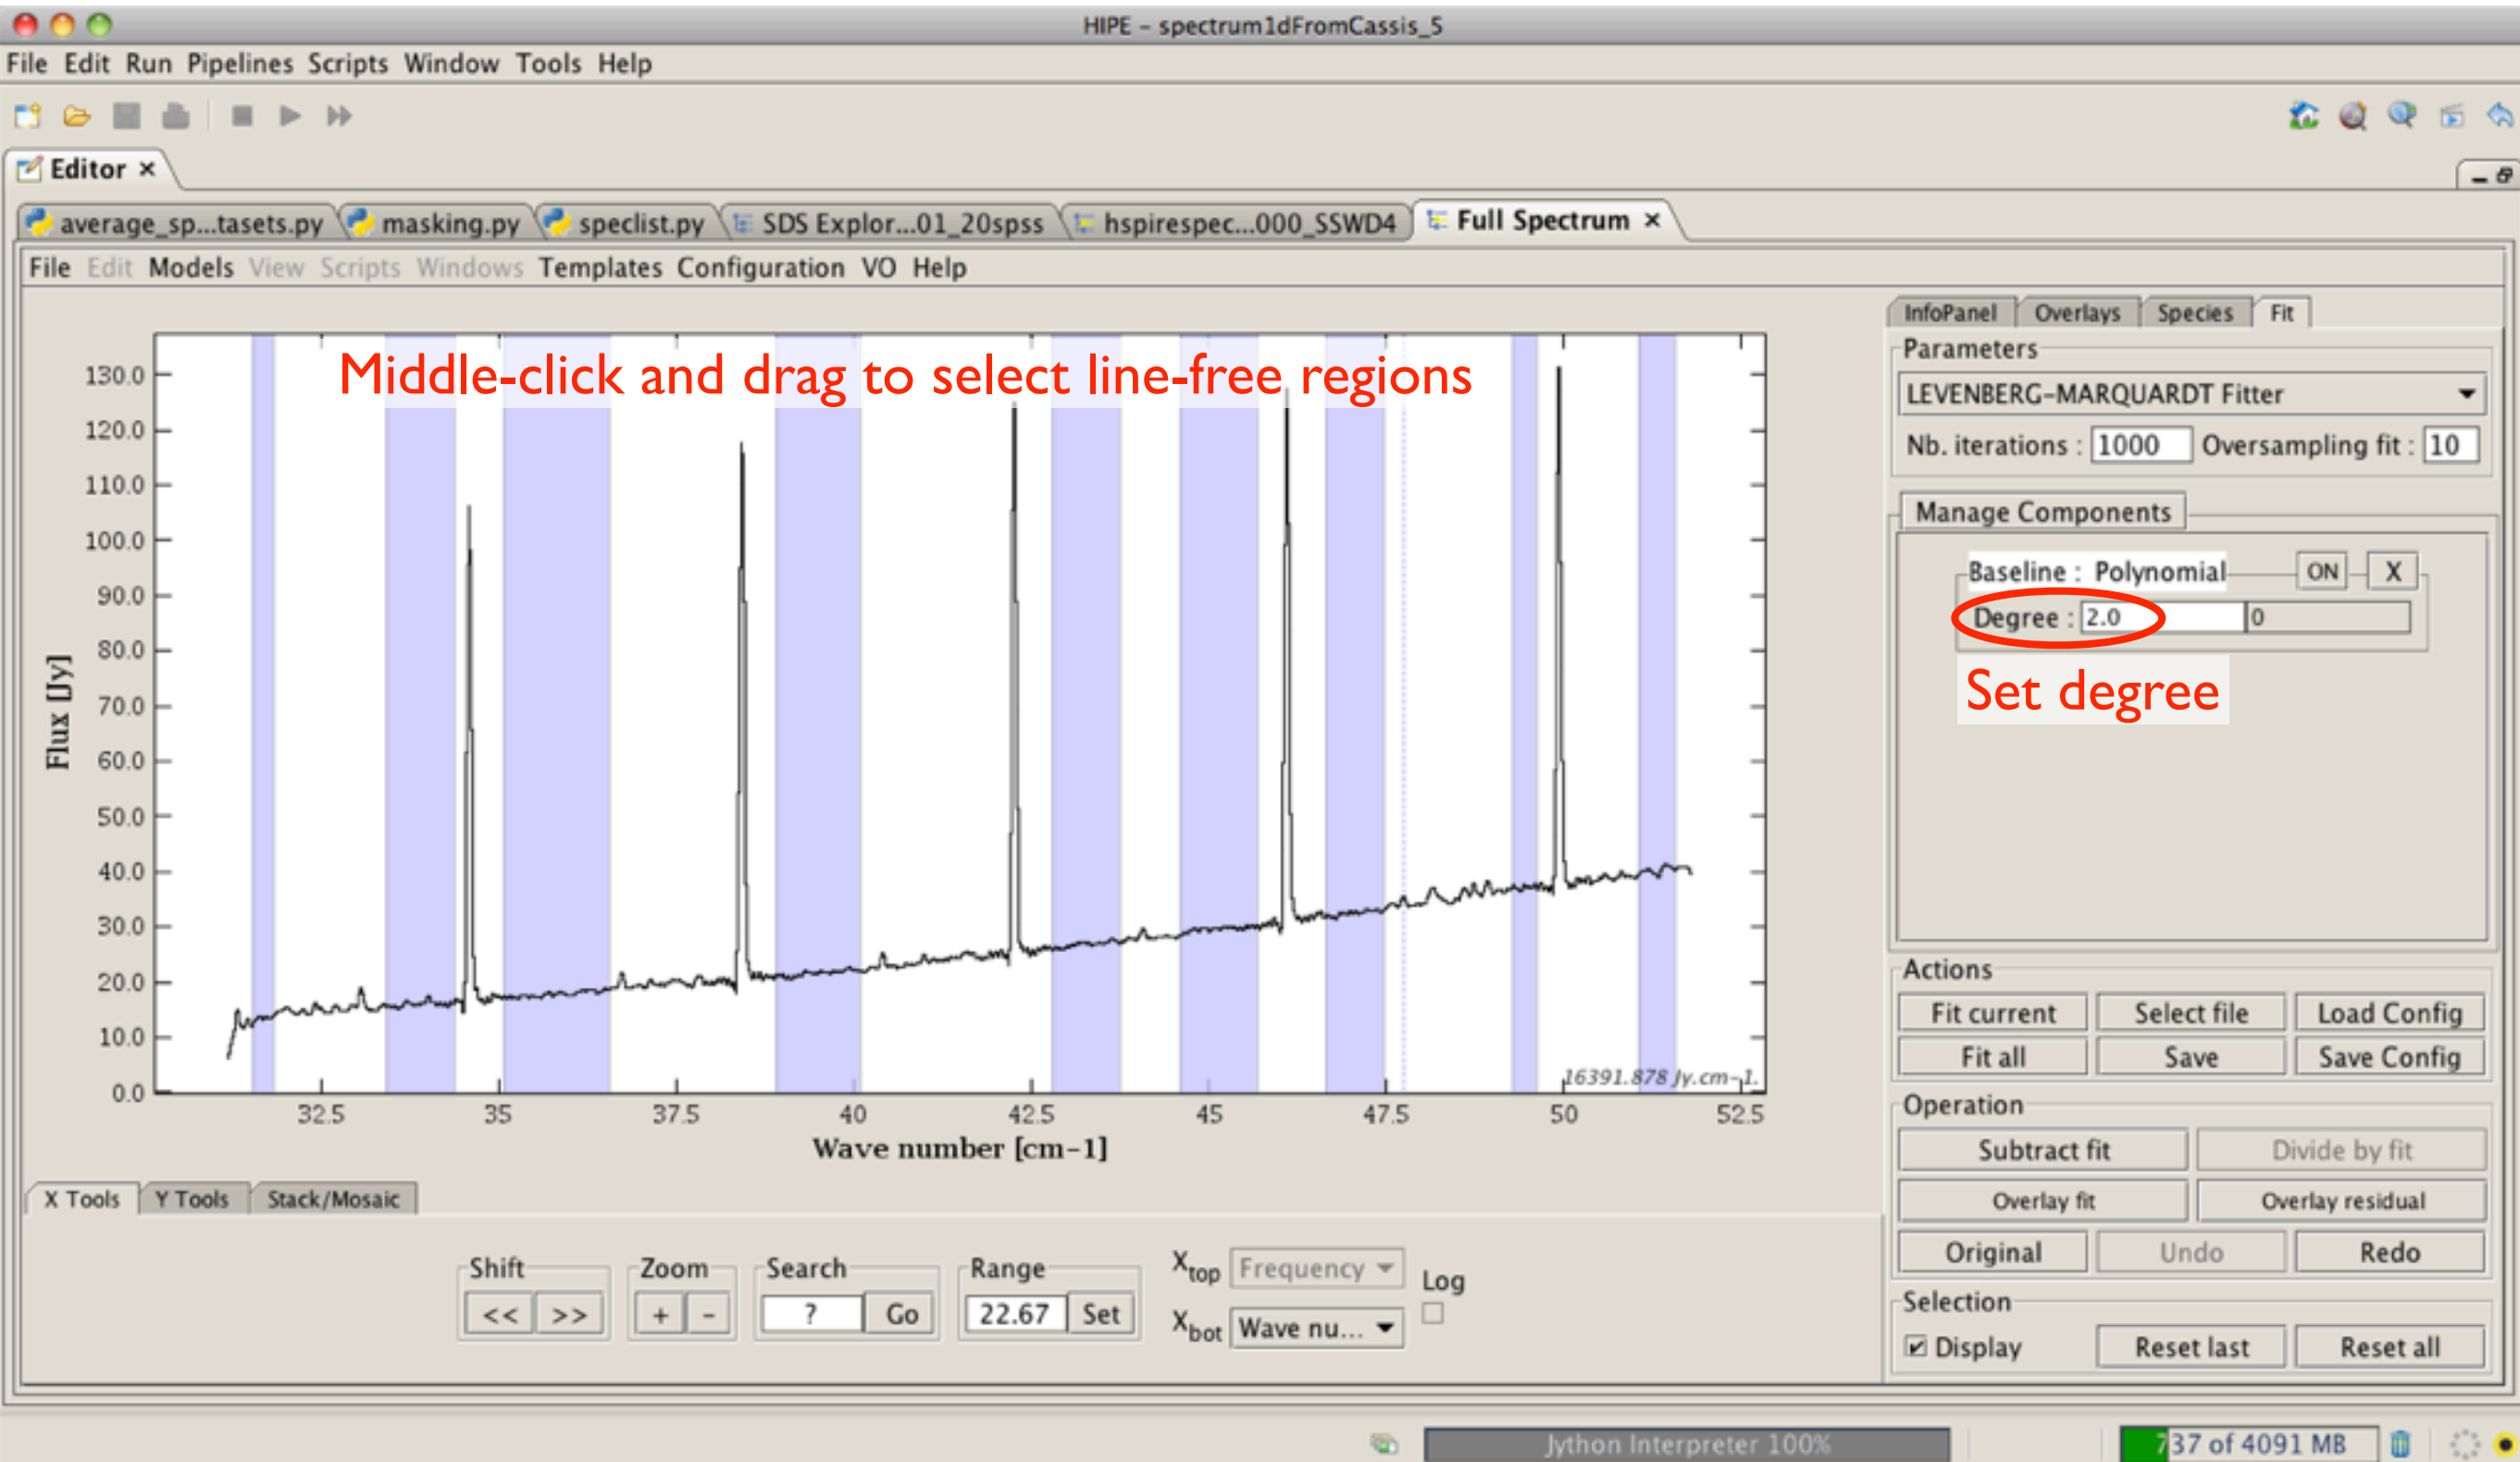 HIPE - spectrum1dFromCassis_5
File Edit Run Pipelines Scripts Window Tools Help
Editor ×
average_sp...tasets.py masking.py speclist.py SDS Explor...01_20spss hspirespec...000_SSWD4 Full Spectrum ×
File Edit Models View Scripts Windows Templates Configuration VO Help
Middle-click and drag to select line-free regions
130.0
120.0
110.0
100.0
90.0
80.0
70.0
60.0
50.0
40.0
30.0
20.0
10.0
0.0
Flux [Jy]
16391.878 Jy.cm-1.
32.5 35 37.5 40 42.5 45 47.5 50 52.5
Wave number [cm-1]
InfoPanel Overlays Species Fit
Parameters
LEVENBERG-MARQUARDT Fitter
Nb. iterations : 1000 Oversampling fit : 10
Manage Components
Baseline : Polynomial ON X
Degree : 2.0 0
Set degree
Actions
Fit current Select file Load Config
Fit all Save Save Config
Operation
Subtract fit Divide by fit
Overlay fit Overlay residual
Original Undo Redo
Selection
Display Reset last Reset all
X Tools Y Tools Stack/Mosaic
Shift Zoom Search Range
<< >> + - ? Go 22.67 Set
Xtop Frequency
Xbot Wave nu...
Log
Jython Interpreter 100%
737 of 4091 MB